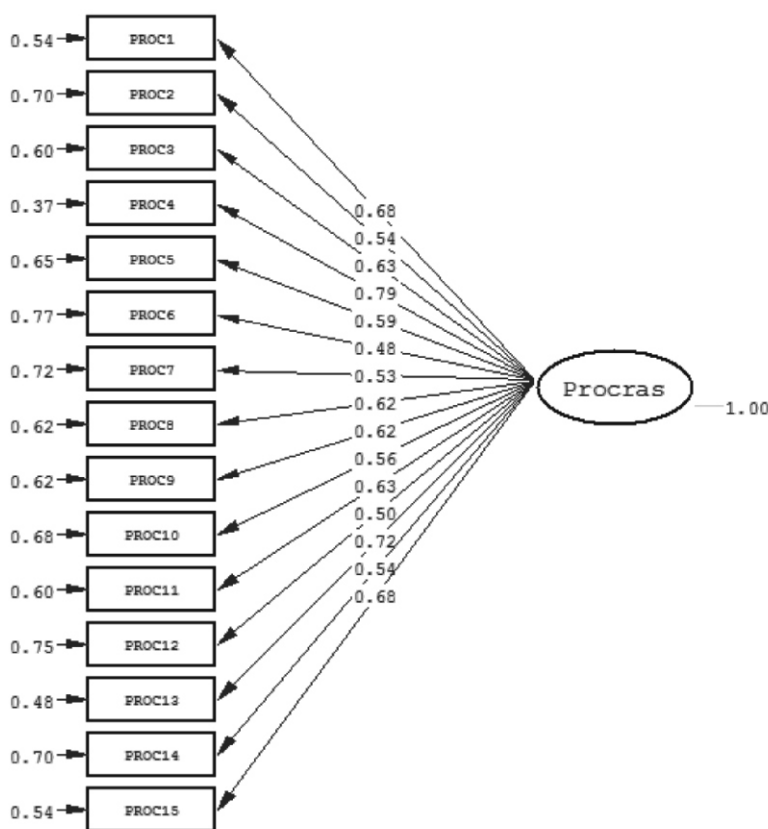 0.54 PROC1
0.70 PROC2
0.60 PROC3
0.37 PROC4
0.65 PROC5
0.77 PROC6
0.72 PROC7
0.62 PROC8
0.62 PROC9
0.68 PROC10
0.60 PROC11
0.75 PROC12
0.48 PROC13
0.70 PROC14
0.54 PROC15
0.68
0.54
0.63
0.79
0.59
0.48
0.53
0.62
0.62
0.56
0.63
0.50
0.72
0.54
0.68
Procras
1.00